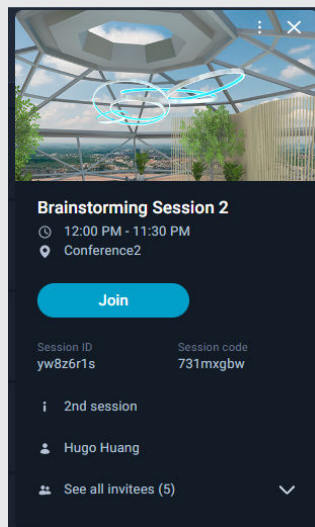 Brainstorming Session 2
12:00 PM - 11:30 PM
Conference2
Join
Session ID
Session code
yw8z6r1s
731mxgbw
2nd session
Hugo Huang
See all invitees (5)